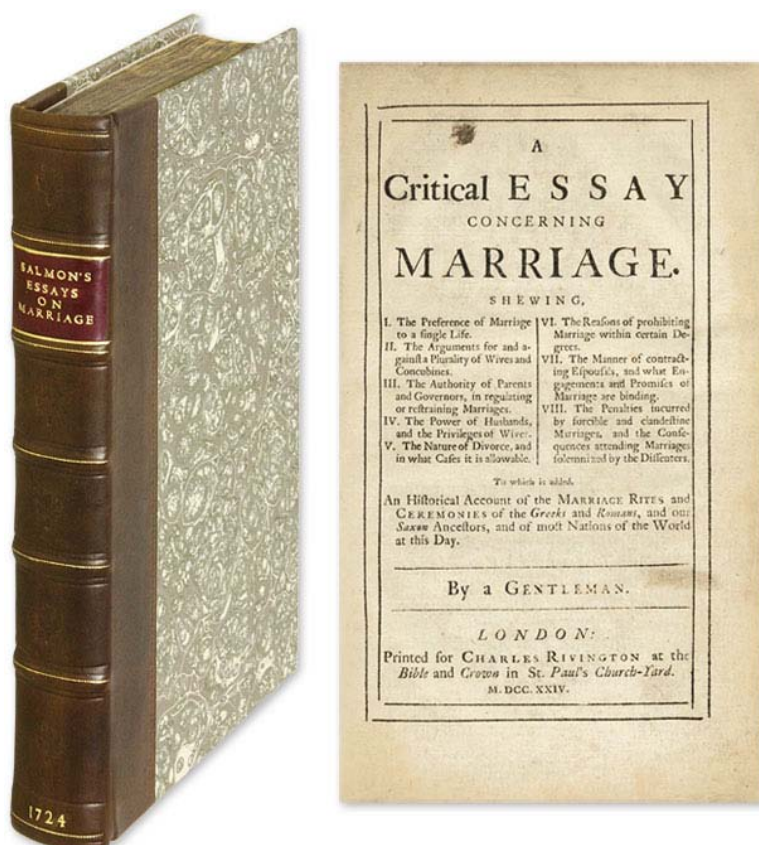 SALMON'S
ESSAYS
ON
MARRIAGE
1724
A
Critical ESSAY
CONCERNING
MARRIAGE.
SHEWING,
I. The Preference of Marriage
to a ſingle Life.
II. The Arguments for and a-
gainſt a Plurality of Wives and
Concubines.
III. The Authority of Parents
and Governors, in regulating
or reſtraining Marriages.
IV. The Power of Husbands,
and the Privileges of Wives.
V. The Nature of Divorce, and
in what Caſes it is allowable.
VI. The Reaſons of prohibiting
Marriage within certain De-
grees.
VII. The Manner of contract-
ing Eſpouſals, and what En-
gagements and Promiſes of
Marriage are binding.
VIII. The Penalties incurred
by forcible and clandeſtine
Marriages, and the Conſe-
quences attending Marriages
ſolemnized by the Diſſenters.
To which is added,
An Hiſtorical Account of the MARRIAGE RITES and
CEREMONIES of the Greeks and Romans, and our
Saxon Anceſtors, and of moſt Nations of the World
at this Day.
By a GENTLEMAN.
LONDON:
Printed for CHARLES RIVINGTON at the
Bible and Crown in St. Paul's Church-Yard.
M.DCC.XXIV.